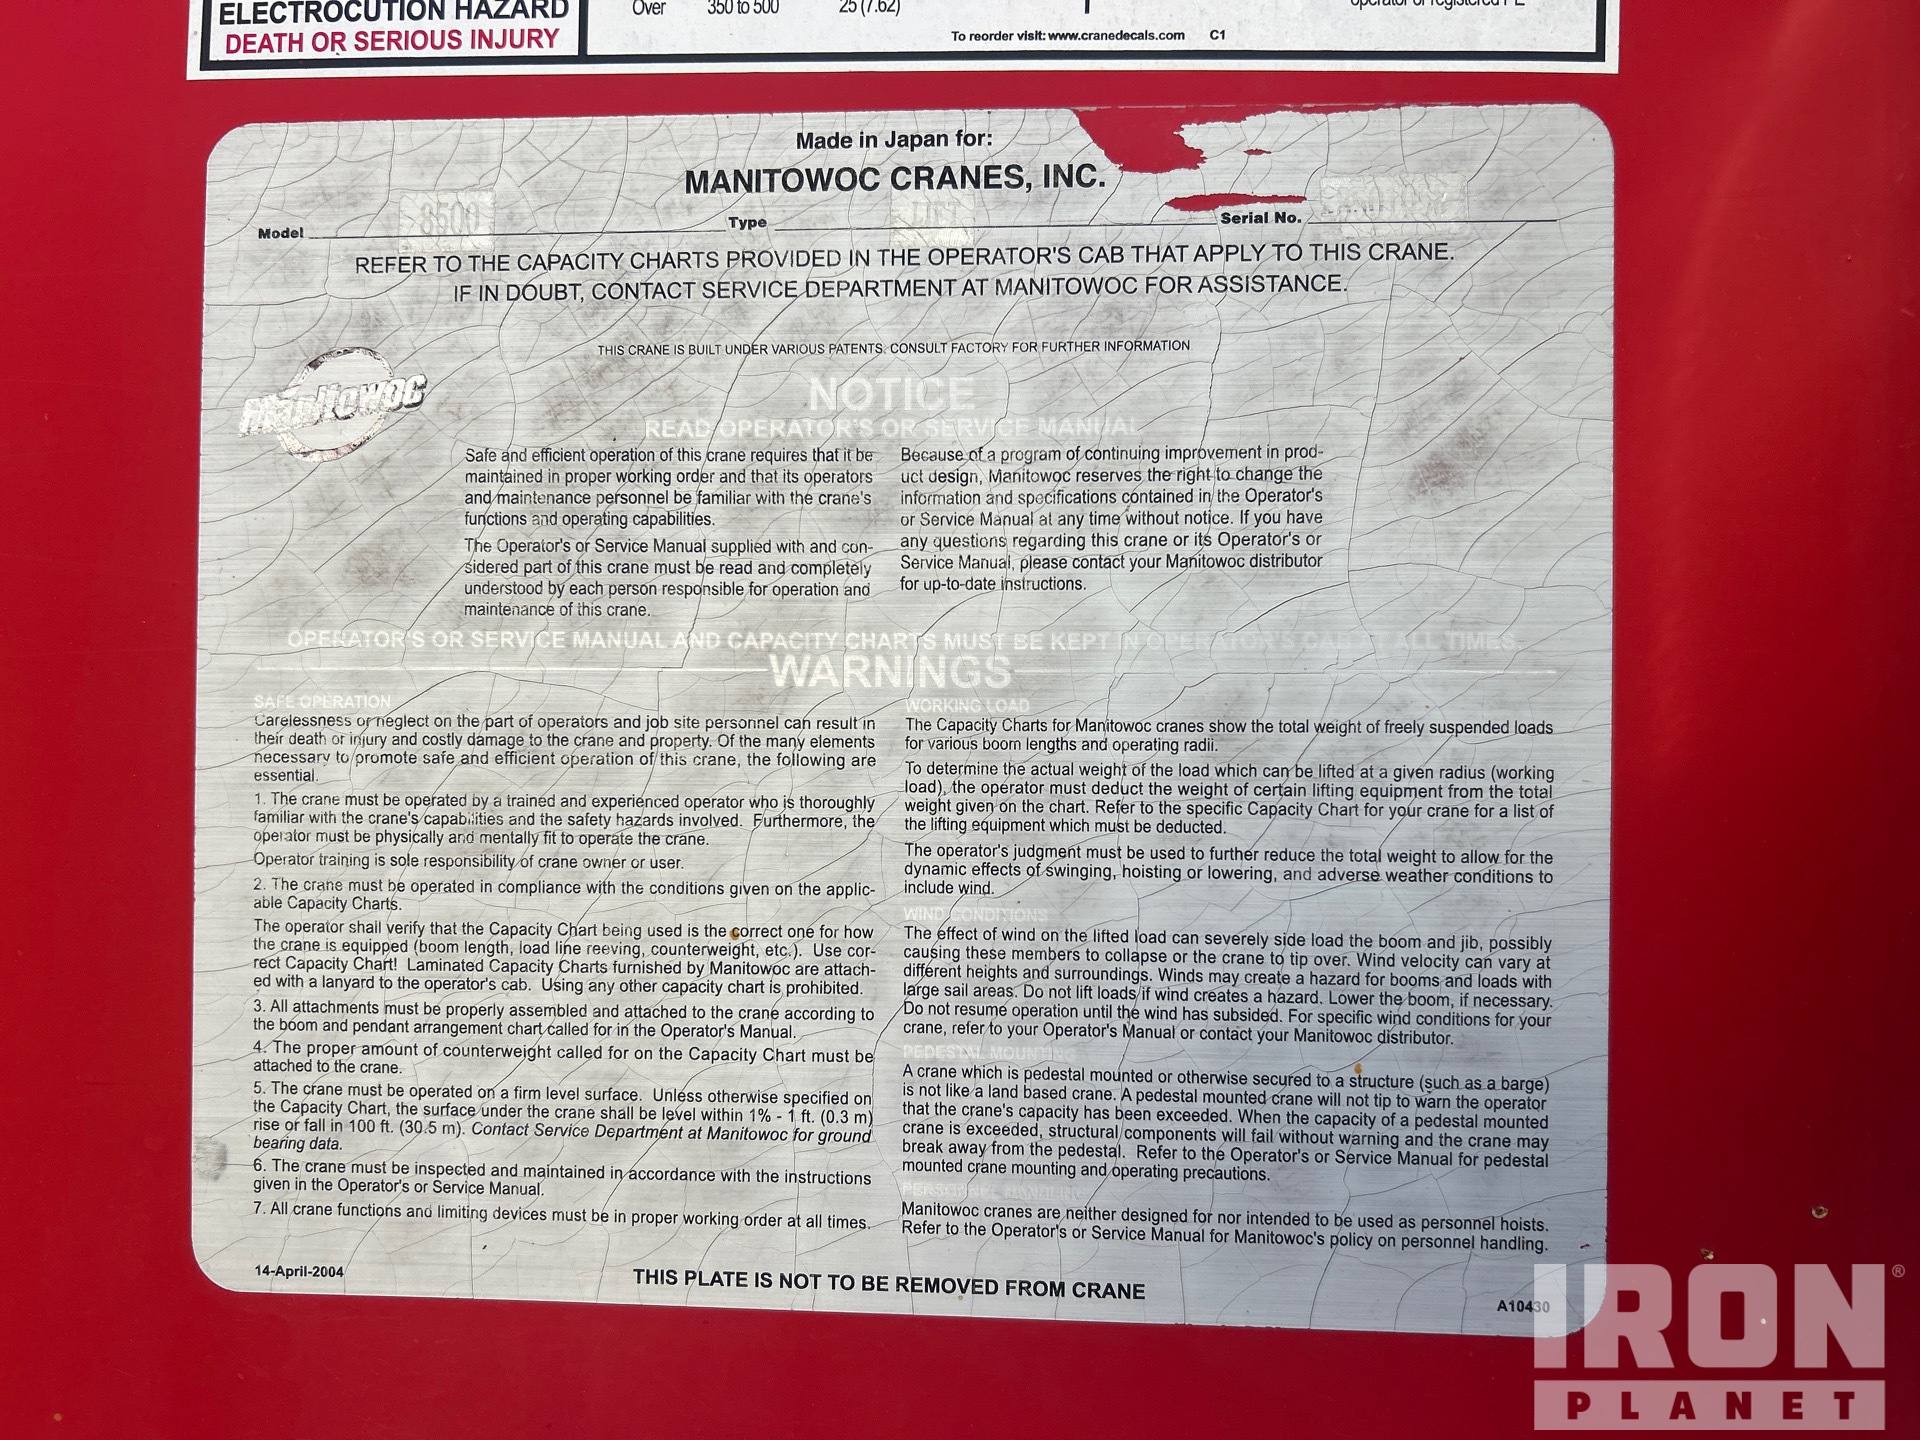 ELECTROCUTION HAZARD
DEATH OR SERIOUS INJURY
Over 350 to 500 25 (7.62)
To reorder visit: www.cranedecals.com C1
Made in Japan for:
MANITOWOC CRANES, INC.
Model 8500 Type LIFT Serial No.
REFER TO THE CAPACITY CHARTS PROVIDED IN THE OPERATOR'S CAB THAT APPLY TO THIS CRANE.
IF IN DOUBT, CONTACT SERVICE DEPARTMENT AT MANITOWOC FOR ASSISTANCE.
THIS CRANE IS BUILT UNDER VARIOUS PATENTS. CONSULT FACTORY FOR FURTHER INFORMATION
Manitowoc
NOTICE
READ OPERATOR'S OR SERVICE MANUAL
Safe and efficient operation of this crane requires that it be
maintained in proper working order and that its operators
and maintenance personnel be familiar with the crane's
functions and operating capabilities.
The Operator's or Service Manual supplied with and con-
sidered part of this crane must be read and completely
understood by each person responsible for operation and
maintenance of this crane.
Because of a program of continuing improvement in prod-
uct design, Manitowoc reserves the right to change the
information and specifications contained in the Operator's
or Service Manual at any time without notice. If you have
any questions regarding this crane or its Operator's or
Service Manual, please contact your Manitowoc distributor
for up-to-date instructions.
OPERATOR'S OR SERVICE MANUAL AND CAPACITY CHARTS MUST BE KEPT IN OPERATOR'S CAB AT ALL TIMES
WARNINGS
SAFE OPERATION
Carelessness or neglect on the part of operators and job site personnel can result in
their death or injury and costly damage to the crane and property. Of the many elements
necessary to promote safe and efficient operation of this crane, the following are
essential.
1. The crane must be operated by a trained and experienced operator who is thoroughly
familiar with the crane's capabilities and the safety hazards involved. Furthermore, the
operator must be physically and mentally fit to operate the crane.
Operator training is sole responsibility of crane owner or user.
2. The crane must be operated in compliance with the conditions given on the applic-
able Capacity Charts.
The operator shall verify that the Capacity Chart being used is the correct one for how
the crane is equipped (boom length, load line reeving, counterweight, etc.). Use cor-
rect Capacity Chart! Laminated Capacity Charts furnished by Manitowoc are attach-
ed with a lanyard to the operator's cab. Using any other capacity chart is prohibited.
3. All attachments must be properly assembled and attached to the crane according to
the boom and pendant arrangement chart called for in the Operator's Manual.
4. The proper amount of counterweight called for on the Capacity Chart must be
attached to the crane.
5. The crane must be operated on a firm level surface. Unless otherwise specified on
the Capacity Chart, the surface under the crane shall be level within 1% - 1 ft. (0.3 m)
rise or fall in 100 ft. (30.5 m). Contact Service Department at Manitowoc for ground
bearing data.
6. The crane must be inspected and maintained in accordance with the instructions
given in the Operator's or Service Manual.
7. All crane functions and limiting devices must be in proper working order at all times.
WORKING LOAD
The Capacity Charts for Manitowoc cranes show the total weight of freely suspended loads
for various boom lengths and operating radii.
To determine the actual weight of the load which can be lifted at a given radius (working
load), the operator must deduct the weight of certain lifting equipment from the total
weight given on the chart. Refer to the specific Capacity Chart for your crane for a list of
the lifting equipment which must be deducted.
The operator's judgment must be used to further reduce the total weight to allow for the
dynamic effects of swinging, hoisting or lowering, and adverse weather conditions to
include wind.
WIND CONDITIONS
The effect of wind on the lifted load can severely side load the boom and jib, possibly
causing these members to collapse or the crane to tip over. Wind velocity can vary at
different heights and surroundings. Winds may create a hazard for booms and loads with
large sail areas. Do not lift loads if wind creates a hazard. Lower the boom, if necessary.
Do not resume operation until the wind has subsided. For specific wind conditions for your
crane, refer to your Operator's Manual or contact your Manitowoc distributor.
PEDESTAL MOUNTING
A crane which is pedestal mounted or otherwise secured to a structure (such as a barge)
is not like a land based crane. A pedestal mounted crane will not tip to warn the operator
that the crane's capacity has been exceeded. When the capacity of a pedestal mounted
crane is exceeded, structural components will fail without warning and the crane may
break away from the pedestal. Refer to the Operator's or Service Manual for pedestal
mounted crane mounting and operating precautions.
PERSONNEL HANDLING
Manitowoc cranes are neither designed for nor intended to be used as personnel hoists.
Refer to the Operator's or Service Manual for Manitowoc's policy on personnel handling.
14-April-2004
THIS PLATE IS NOT TO BE REMOVED FROM CRANE
A10430
IRON ®
PLANET